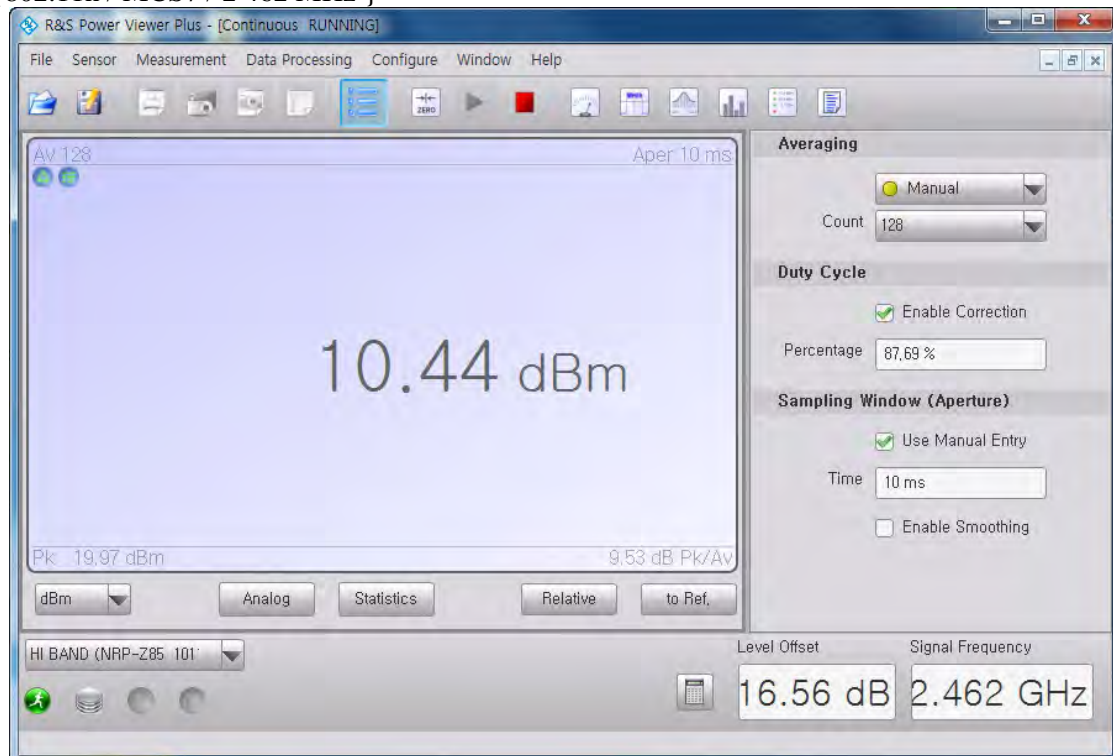 R&S Power Viewer Plus - [Continuous RUNNING]
File Sensor Measurement Data Processing Configure Window Help
ZERO
Av 128 Aper 10 ms
10.44 dBm
Pk 19.97 dBm 9.53 dB Pk/Av
dBm Analog Statistics Relative to Ref.
Averaging
Manual
Count 128
Duty Cycle
Enable Correction
Percentage 87,69 %
Sampling Window (Aperture)
Use Manual Entry
Time 10 ms
Enable Smoothing
HI BAND (NRP-Z85 101
Level Offset Signal Frequency
16.56 dB 2.462 GHz